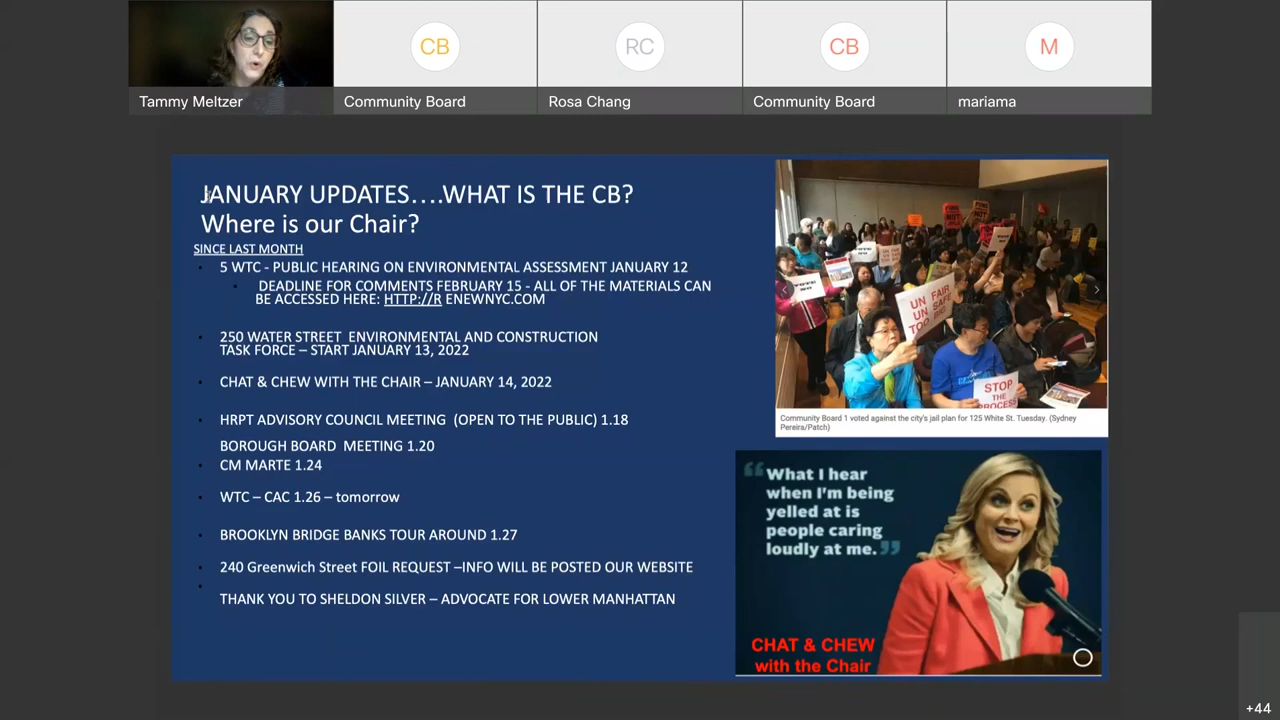 CB
RC
CB
M
Tammy Meltzer
Community Board
Rosa Chang
Community Board
mariama
JANUARY UPDATES….WHAT IS THE CB?
Where is our Chair?
SINCE LAST MONTH
5 WTC - PUBLIC HEARING ON ENVIRONMENTAL ASSESSMENT JANUARY 12
DEADLINE FOR COMMENTS FEBRUARY 15 - ALL OF THE MATERIALS CAN
BE ACCESSED HERE: HTTP://R ENEWNYC.COM
250 WATER STREET ENVIRONMENTAL AND CONSTRUCTION
TASK FORCE – START JANUARY 13, 2022
CHAT & CHEW WITH THE CHAIR – JANUARY 14, 2022
HRPT ADVISORY COUNCIL MEETING (OPEN TO THE PUBLIC) 1.18
BOROUGH BOARD MEETING 1.20
CM MARTE 1.24
WTC – CAC 1.26 – tomorrow
BROOKLYN BRIDGE BANKS TOUR AROUND 1.27
240 Greenwich Street FOIL REQUEST –INFO WILL BE POSTED OUR WEBSITE
THANK YOU TO SHELDON SILVER – ADVOCATE FOR LOWER MANHATTAN
UN FAIR
UN SAFE
TOO
STOP
THE
PROCESS
Community Board 1 voted against the city's jail plan for 125 White St. Tuesday. (Sydney
Pereira/Patch)
“What I hear
when I'm being
yelled at is
people caring
loudly at me.”
CHAT & CHEW
with the Chair
+44